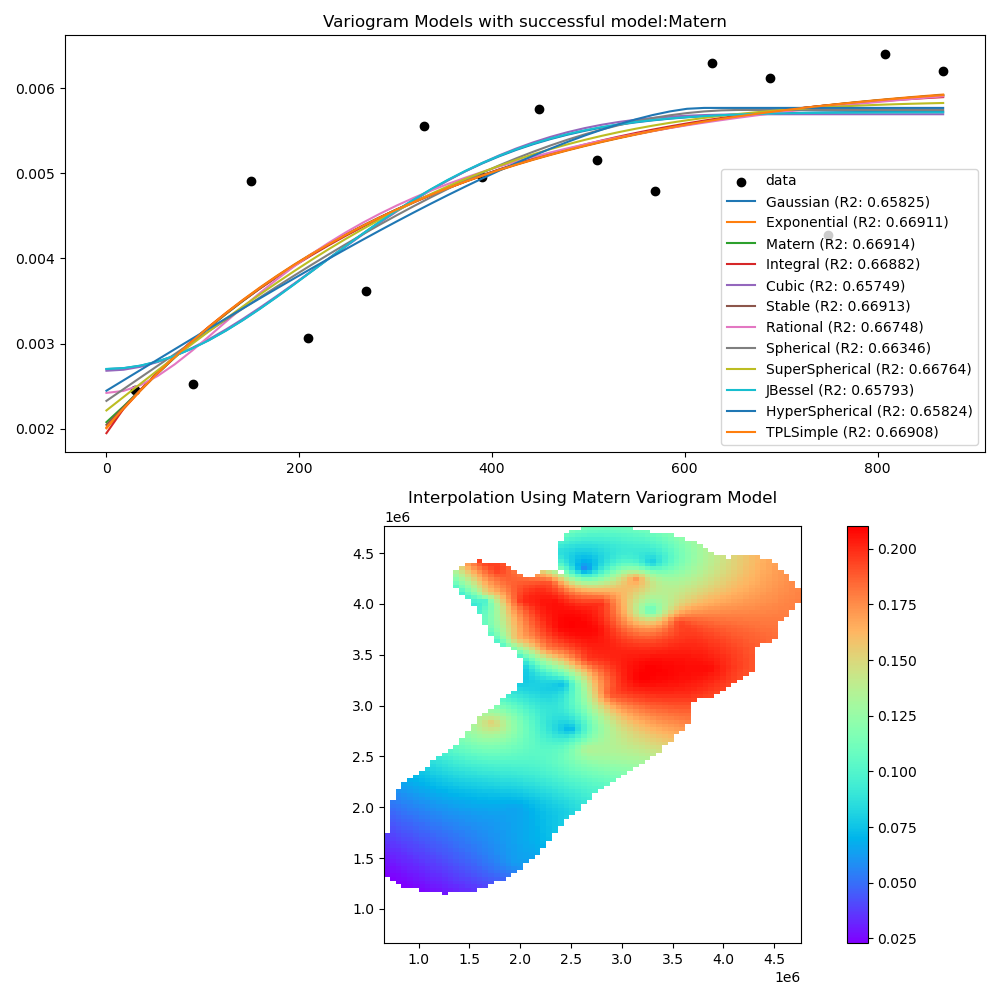 Variogram Models with successful model:Matern
0.006
0.005
0.004
0.003
0.002
0
200
400
600
800
data
Gaussian (R2: 0.65825)
Exponential (R2: 0.66911)
Matern (R2: 0.66914)
Integral (R2: 0.66882)
Cubic (R2: 0.65749)
Stable (R2: 0.66913)
Rational (R2: 0.66748)
Spherical (R2: 0.66346)
SuperSpherical (R2: 0.66764)
JBessel (R2: 0.65793)
HyperSpherical (R2: 0.65824)
TPLSimple (R2: 0.66908)
Interpolation Using Matern Variogram Model
1e6
4.5
4.0
3.5
3.0
2.5
2.0
1.5
1.0
1.0
1.5
2.0
2.5
3.0
3.5
4.0
4.5
1e6
0.200
0.175
0.150
0.125
0.100
0.075
0.050
0.025